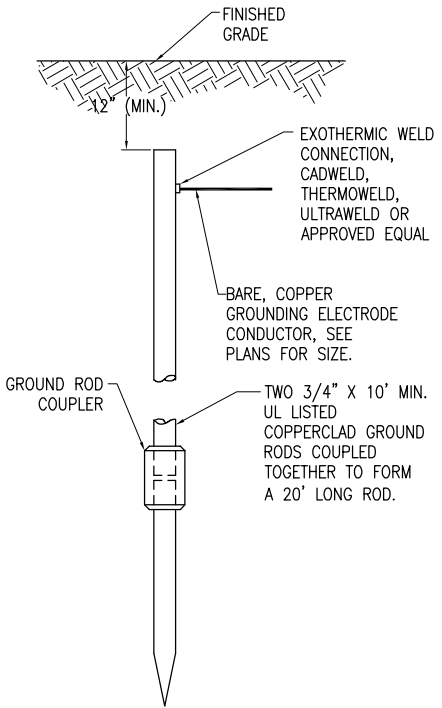 FINISHED
GRADE
12" (MIN.)
EXOTHERMIC WELD
CONNECTION,
CADWELD,
THERMOWELD,
ULTRAWELD OR
APPROVED EQUAL
BARE, COPPER
GROUNDING ELECTRODE
CONDUCTOR, SEE
PLANS FOR SIZE.
GROUND ROD
COUPLER
TWO 3/4" X 10' MIN.
UL LISTED
COPPERCLAD GROUND
RODS COUPLED
TOGETHER TO FORM
A 20' LONG ROD.